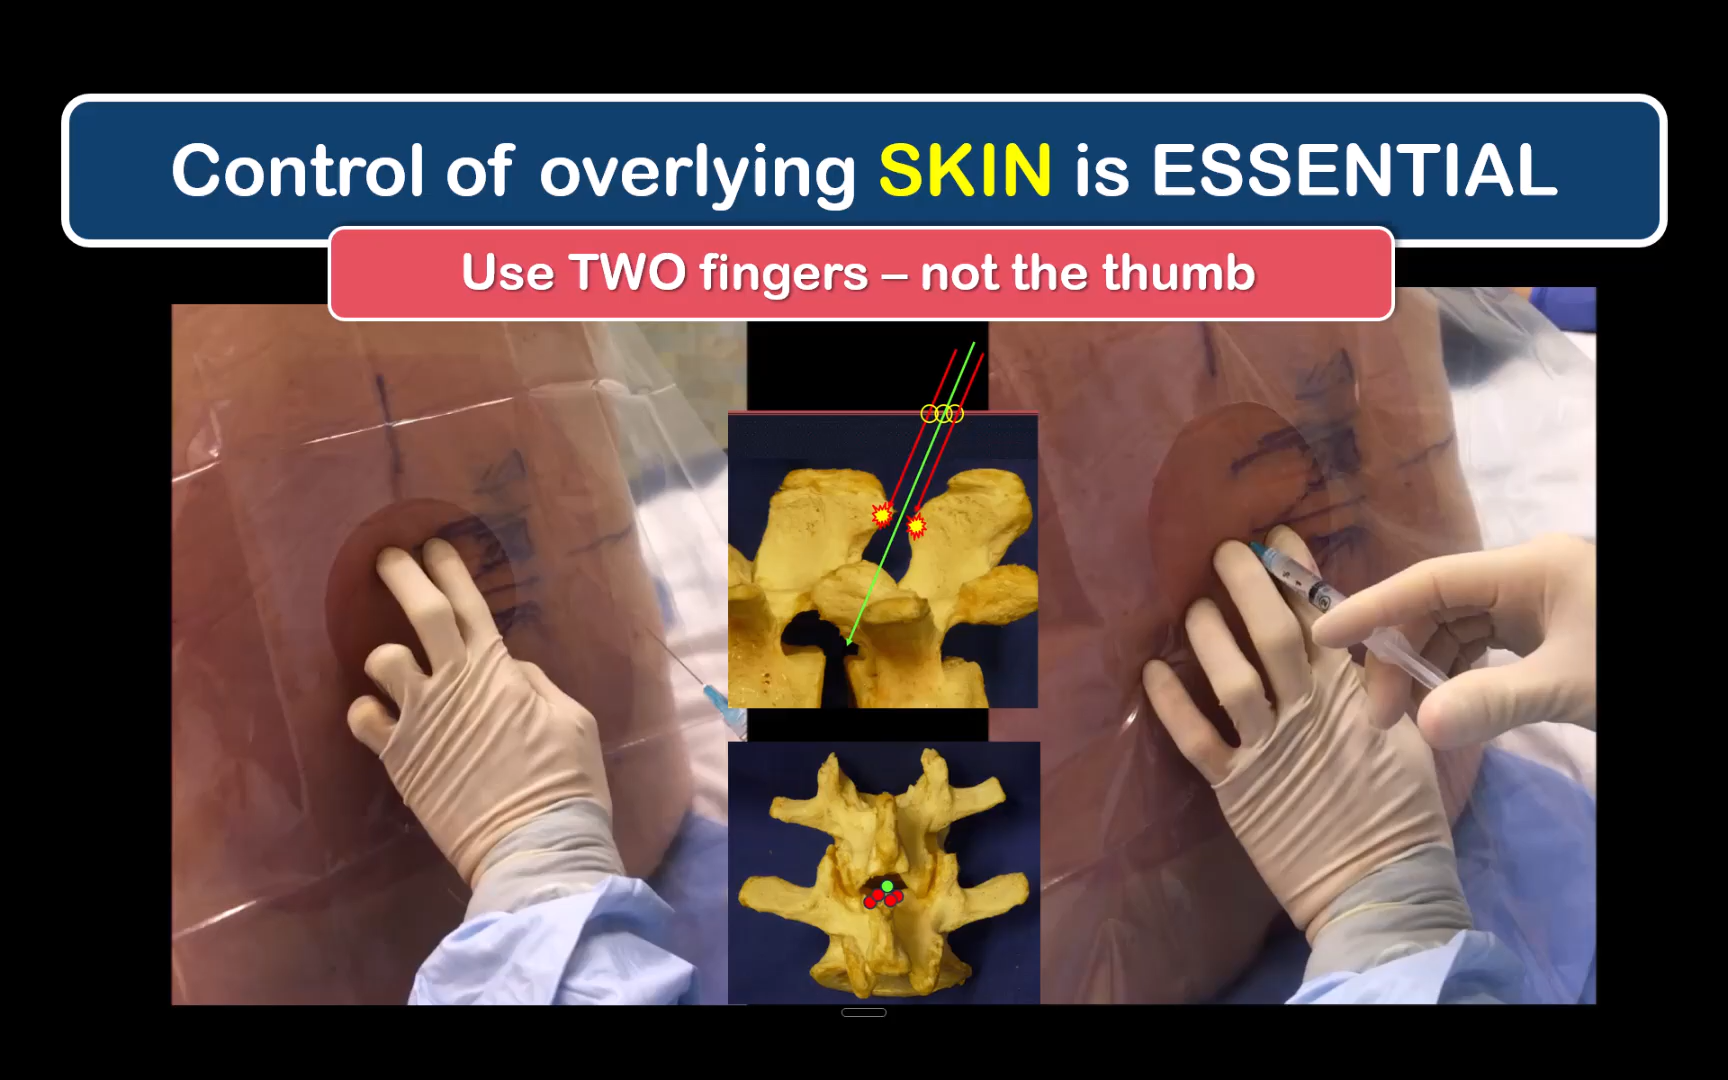 Control of overlying SKIN is ESSENTIAL
Use TWO fingers – not the thumb